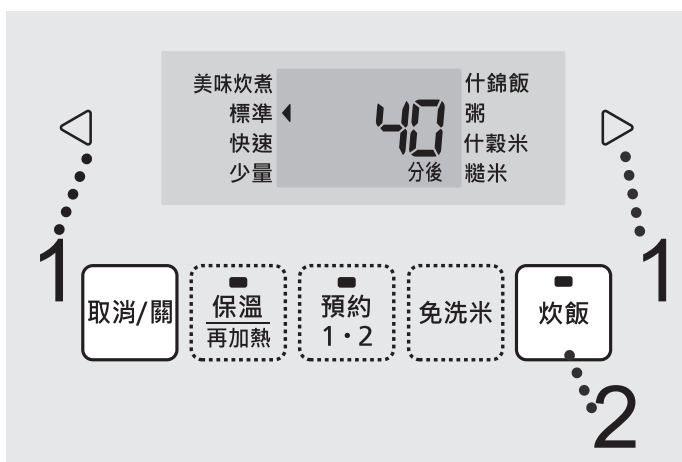 美味炊煮
標準
快速
少量
40
分後
什錦飯
粥
什穀米
糙米
1
1
取消/關
保溫
再加熱
預約
1・2
免洗米
炊飯
2